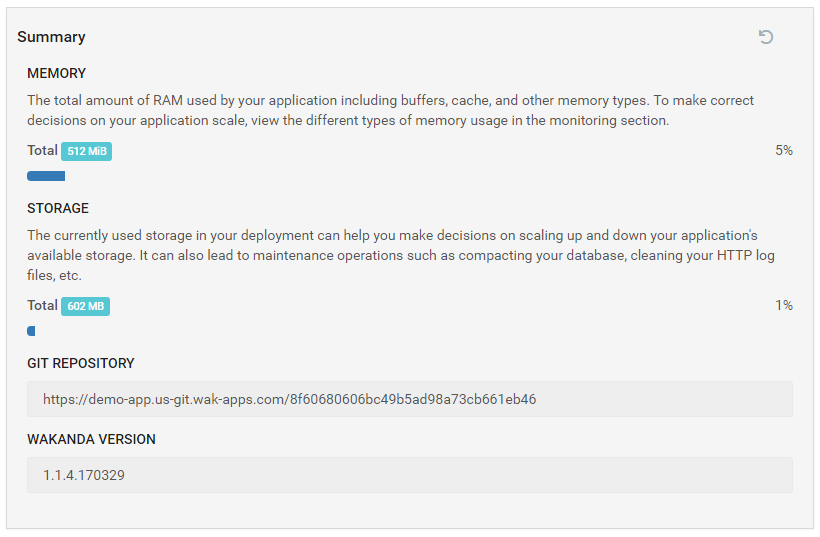 Summary
MEMORY
The total amount of RAM used by your application including buffers, cache, and other memory types. To make correct
decisions on your application scale, view the different types of memory usage in the monitoring section.
Total 512 MiB 5%
STORAGE
The currently used storage in your deployment can help you make decisions on scaling up and down your application's
available storage. It can also lead to maintenance operations such as compacting your database, cleaning your HTTP log
files, etc.
Total 602 MB 1%
GIT REPOSITORY
https://demo-app.us-git.wak-apps.com/8f60680606bc49b5ad98a73cb661eb46
WAKANDA VERSION
1.1.4.170329